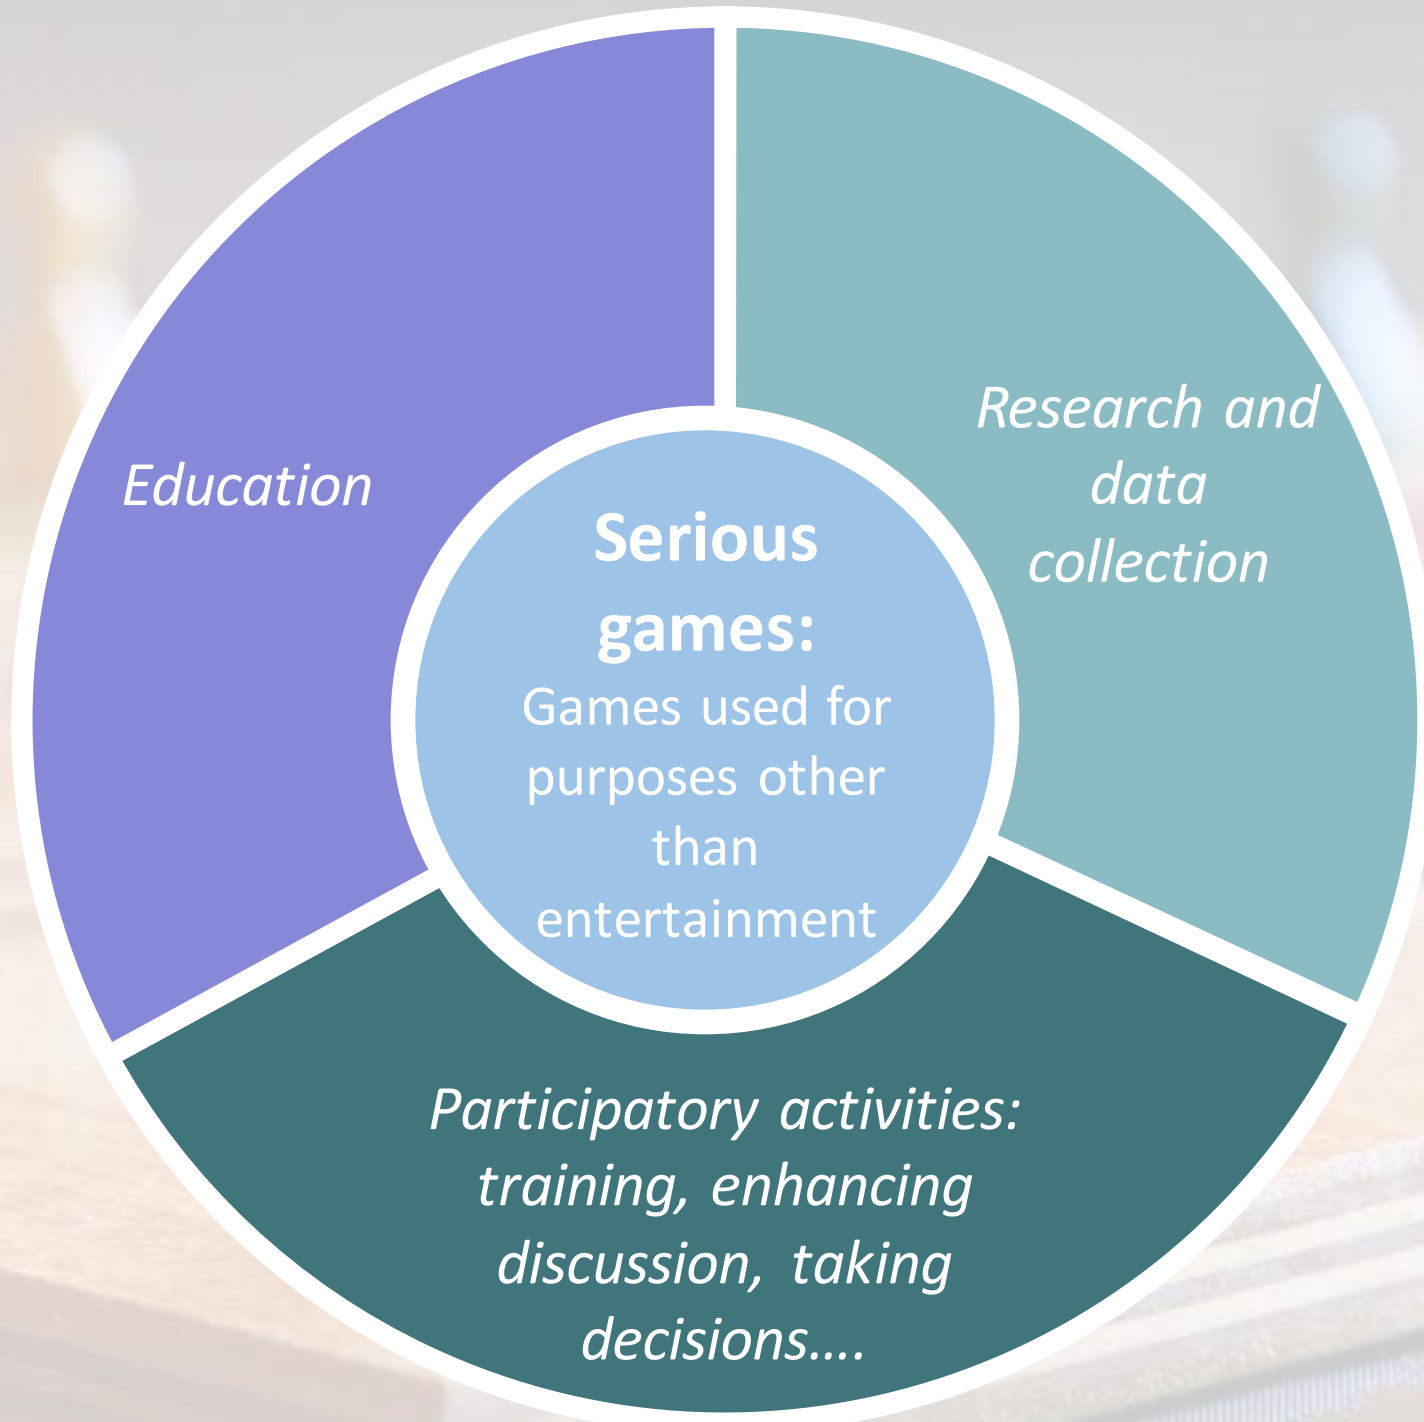 Education
Research and
data
collection
Serious
games:
Games used for
purposes other
than
entertainment
Participatory activities:
training, enhancing
discussion, taking
decisions....